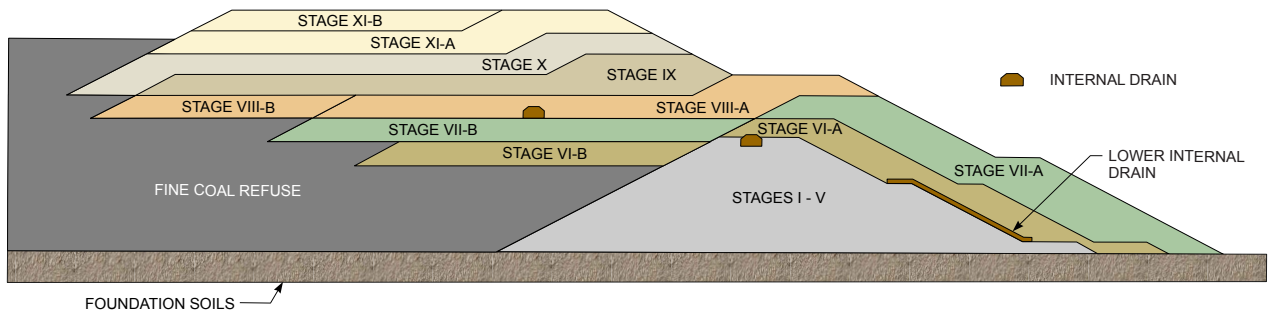 STAGE XI-B
STAGE XI-A
STAGE X
STAGE IX
INTERNAL DRAIN
STAGE VIII-B
STAGE VIII-A
STAGE VII-B
STAGE VI-A
STAGE VI-B
LOWER INTERNAL
DRAIN
STAGE VII-A
FINE COAL REFUSE
STAGES I - V
FOUNDATION SOILS